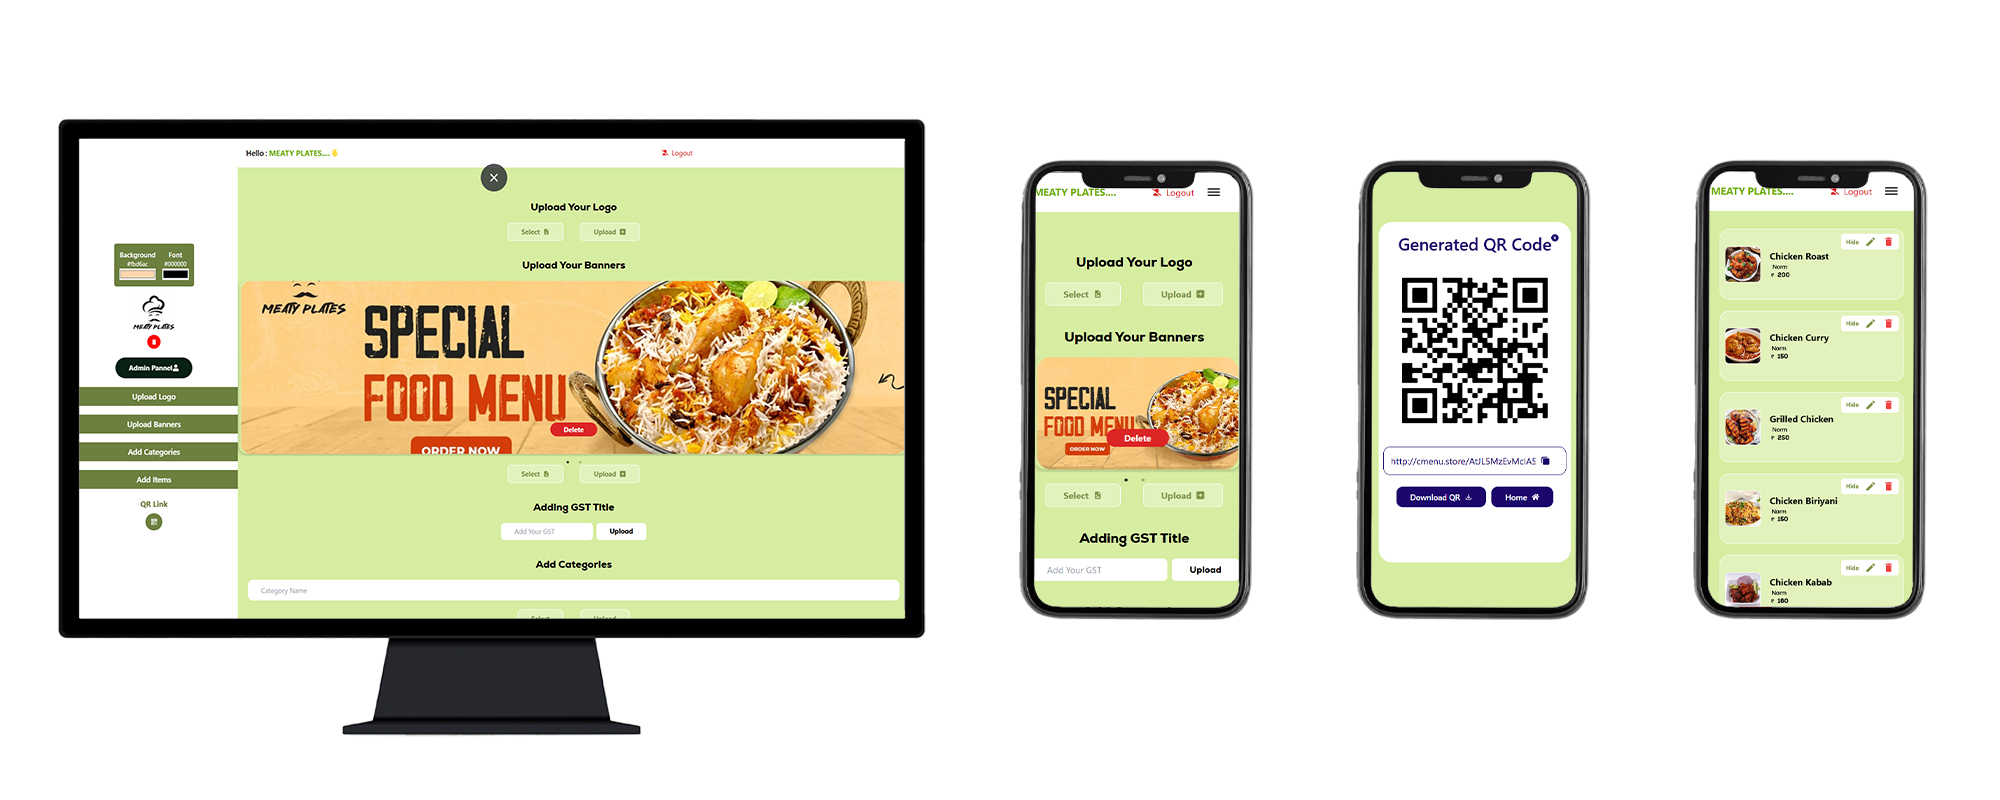 Hello : MEATY PLATES....
Logout
Background Font
#fbd6ac #000000
MEATY PLATES
Admin Pannel
Upload Logo
Upload Banners
Add Categories
Add Items
QR Link
Upload Your Logo
Select Upload
Upload Your Banners
MEATY PLATES
SPECIAL
FOOD MENU
ORDER NOW
Delete
Select Upload
Adding GST Title
Add Your GST Upload
Add Categories
Category Name
Select Upload
MEATY PLATES.... Logout
Upload Your Logo
Select Upload
Upload Your Banners
SPECIAL
FOOD MENU
Delete
ORDER NOW
Select Upload
Adding GST Title
Add Your GST Upload
Generated QR Code
http://cmenu.store/AtJLSMzEvMclAS
Download QR Home
MEATY PLATES.... Logout
Hide
Chicken Roast
Norm
₹ 200
Hide
Chicken Curry
Norm
₹ 150
Hide
Grilled Chicken
Norm
₹ 250
Hide
Chicken Biriyani
Norm
₹ 150
Hide
Chicken Kabab
Norm
₹ 160